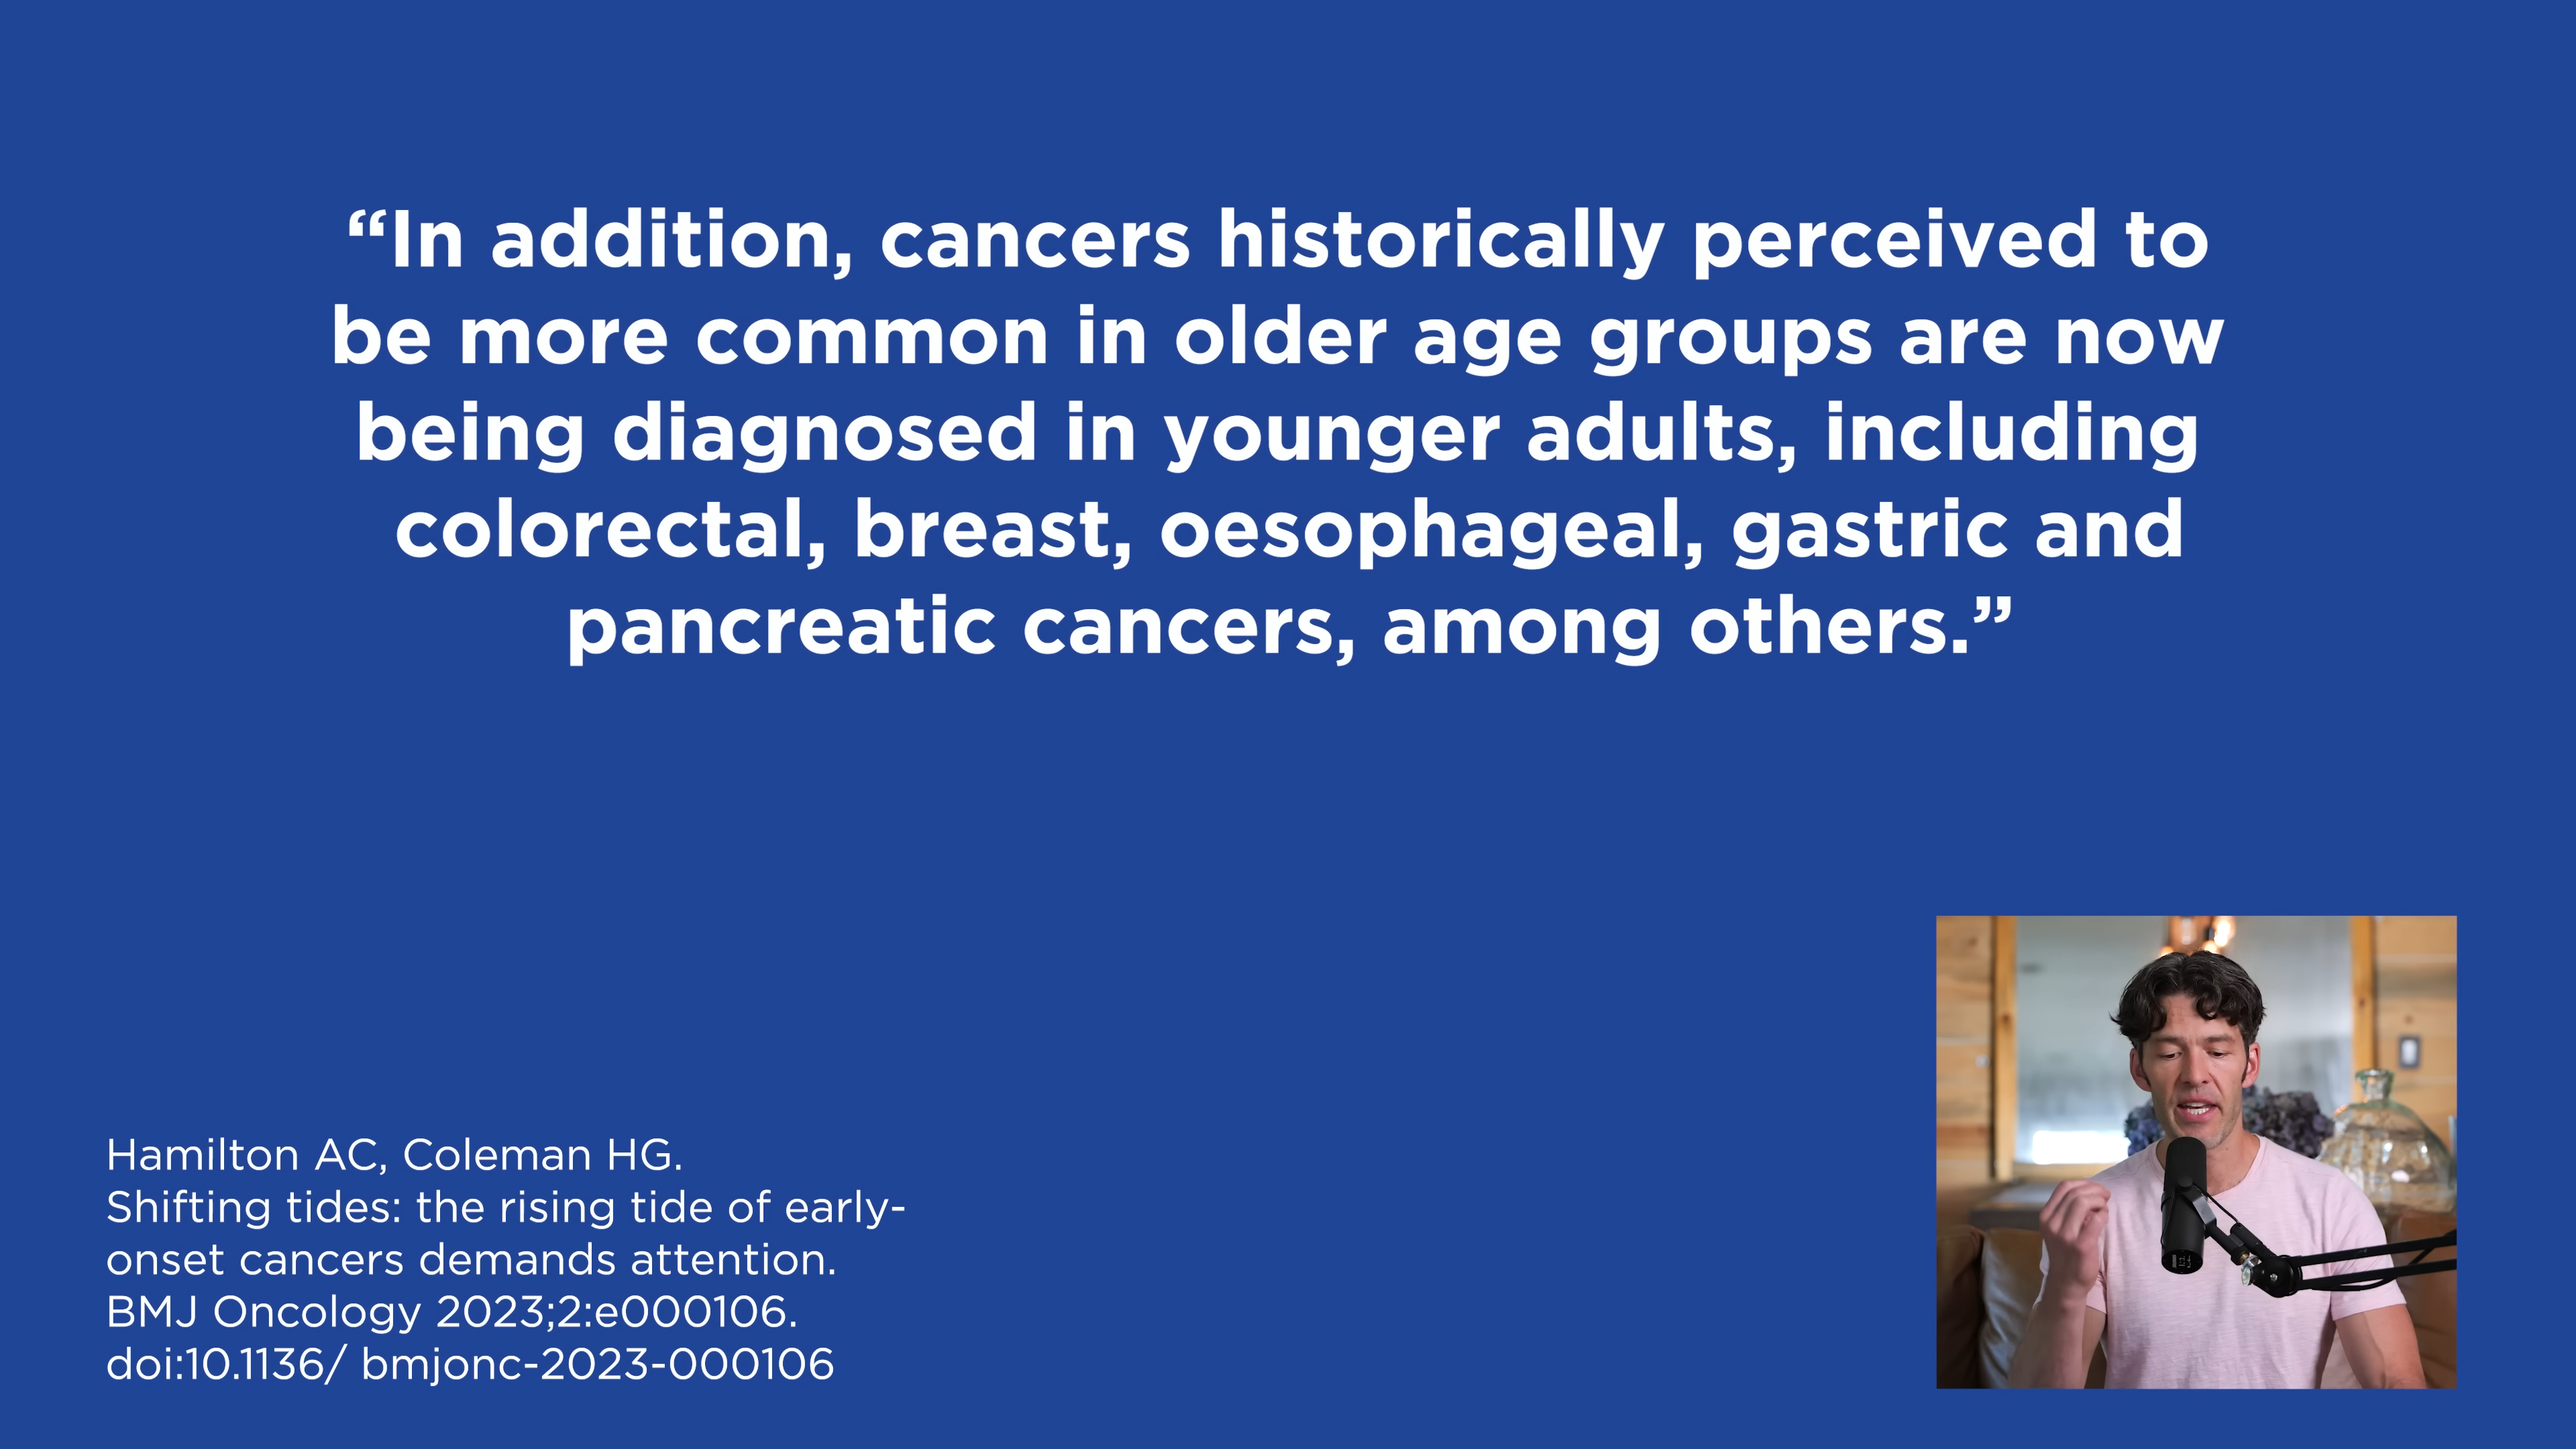 “In addition, cancers historically perceived to
be more common in older age groups are now
being diagnosed in younger adults, including
colorectal, breast, oesophageal, gastric and
pancreatic cancers, among others.”
Hamilton AC, Coleman HG.
Shifting tides: the rising tide of early-
onset cancers demands attention.
BMJ Oncology 2023;2:e000106.
doi:10.1136/ bmjonc-2023-000106